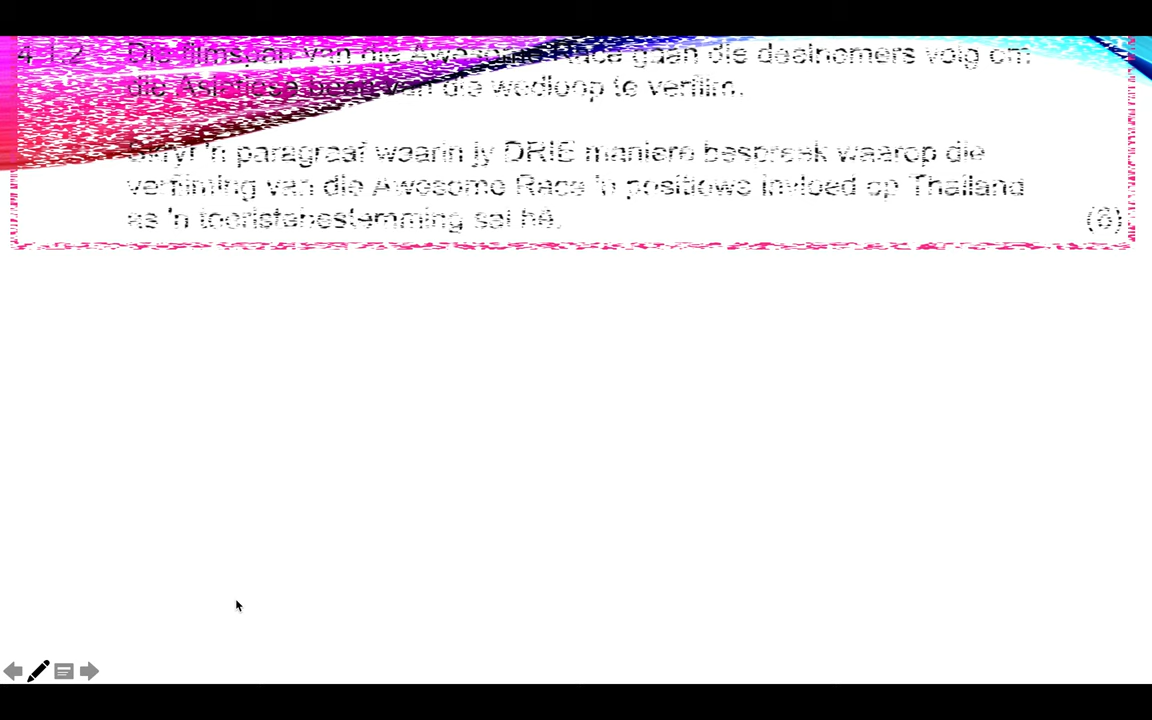 4.1.2 Die filmspan van die Awesome Race gaan die deelnemers volg om
die Asiatiese been van die wedloop te verfilm.
Skryf 'n paragraaf waarin jy DRIE maniere bespreek waarop die
verfilming van die Awesome Race 'n positiewe invloed op Thailand
as 'n toeristebestemming sal hê. (6)